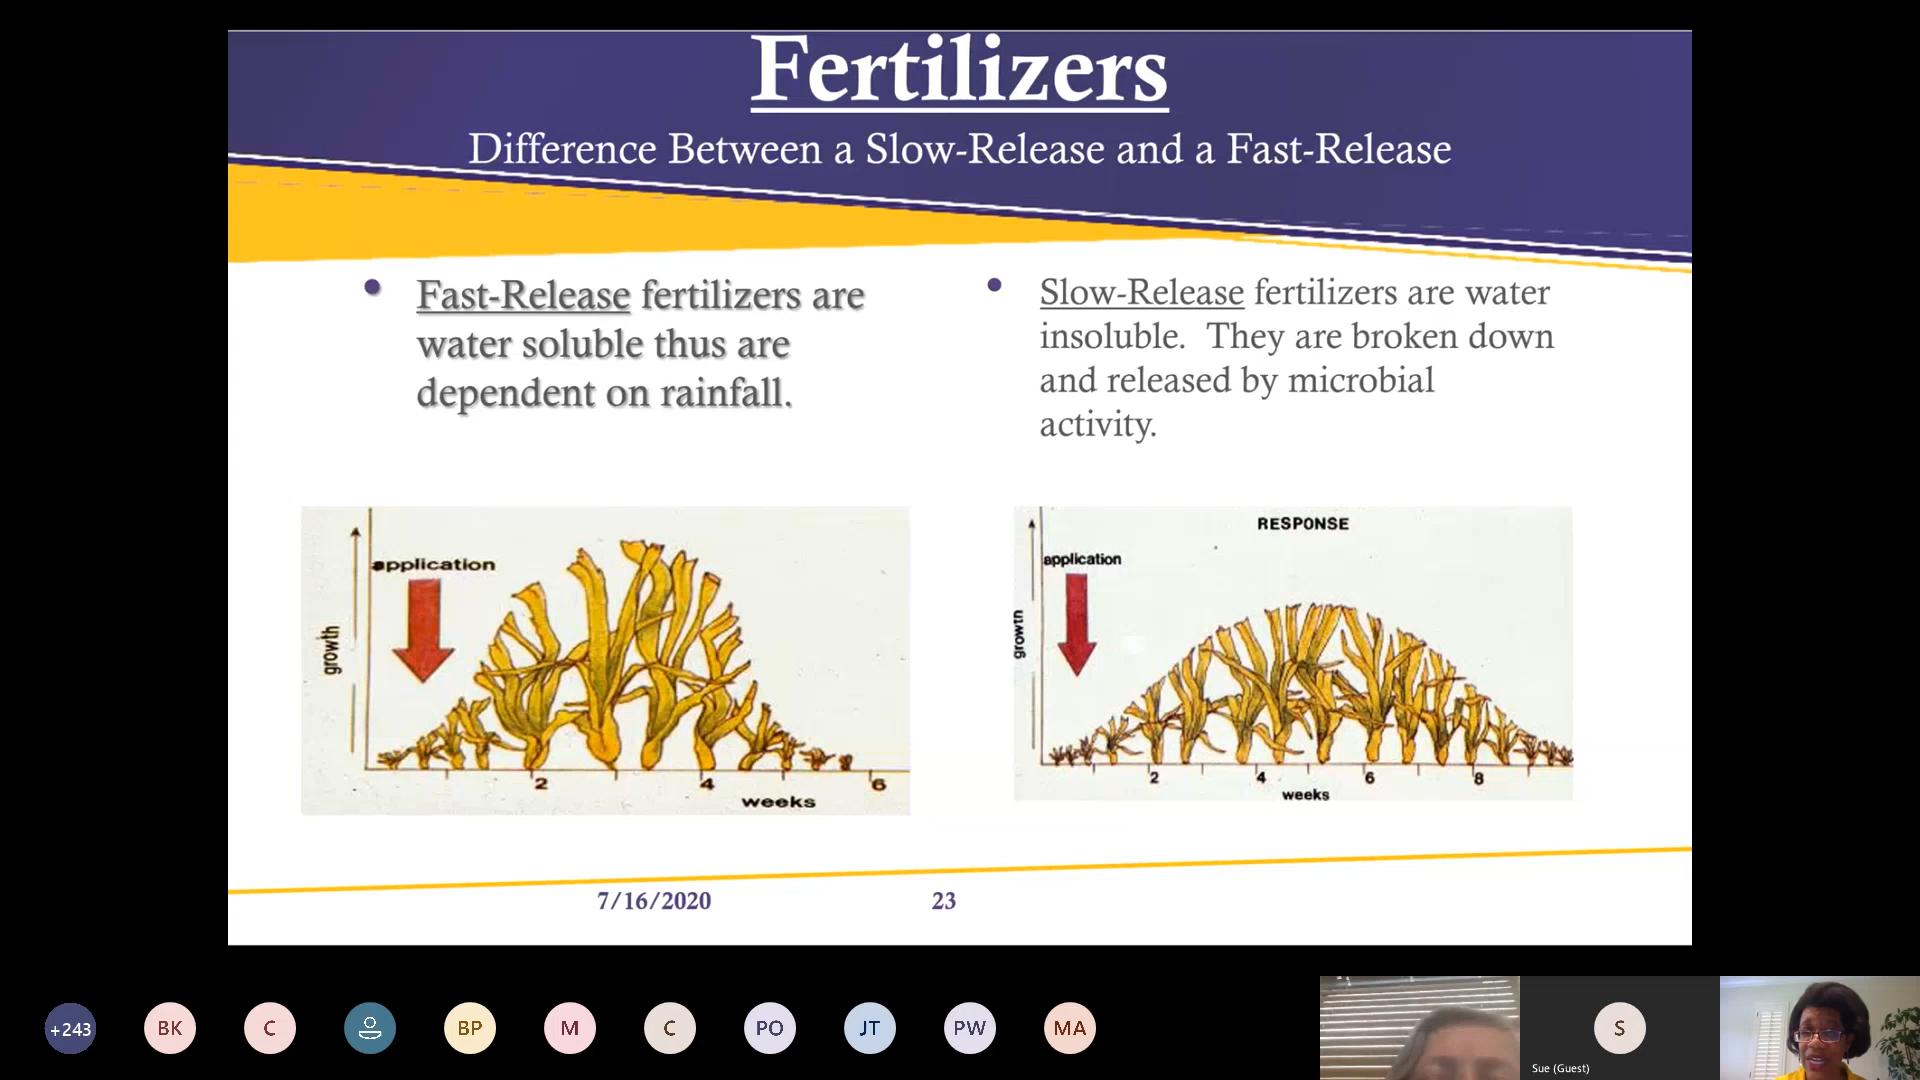 Fertilizers
Difference Between a Slow-Release and a Fast-Release
• Fast-Release fertilizers are
water soluble thus are
dependent on rainfall.
• Slow-Release fertilizers are water
insoluble. They are broken down
and released by microbial
activity.
application
growth
2
4
6
weeks
RESPONSE
application
growth
2
4
6
8
weeks
7/16/2020
23
+243
BK
C
BP
M
C
PO
JT
PW
MA
S
Sue (Guest)